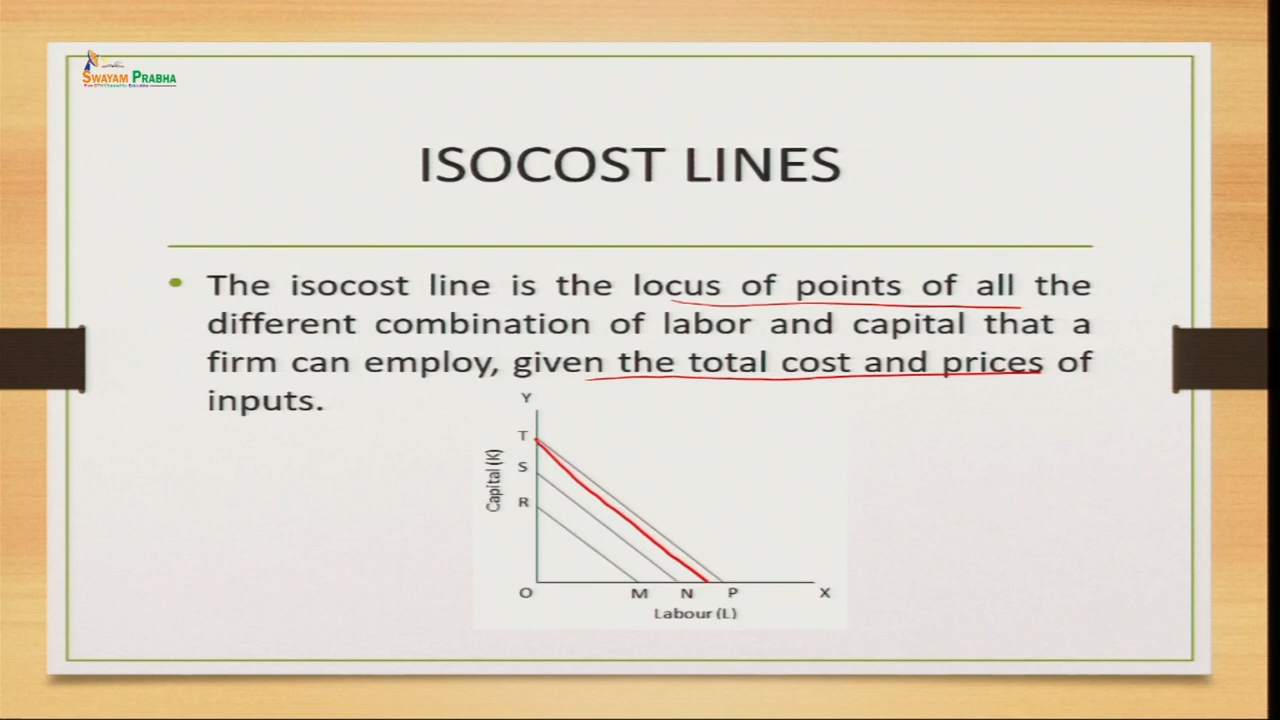 SWAYAM PRABHA
ISOCOST LINES
• The isocost line is the locus of points of all the
different combination of labor and capital that a
firm can employ, given the total cost and prices of
inputs.
Y
T
S
R
Capital (K)
O M N P X
Labour (L)